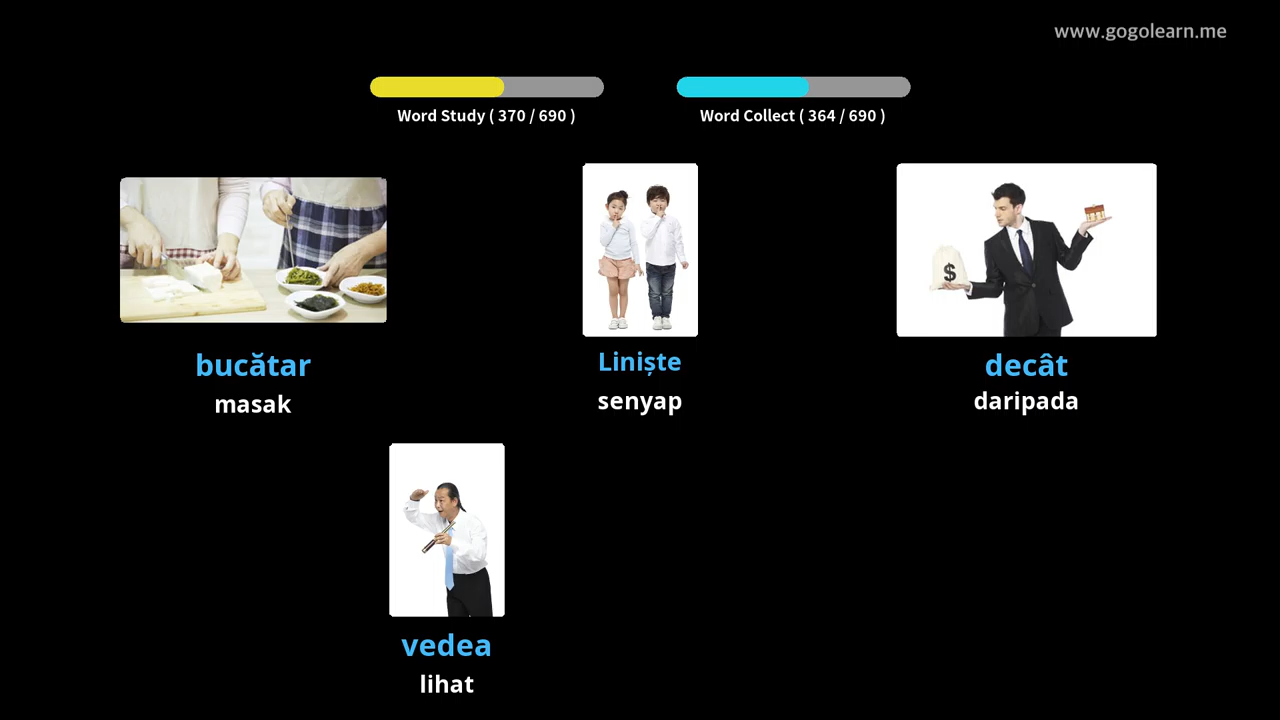 www.gogolearn.me
Word Study ( 370 / 690 )
Word Collect ( 364 / 690 )
$
bucătar
masak
Liniște
senyap
decât
daripada
vedea
lihat